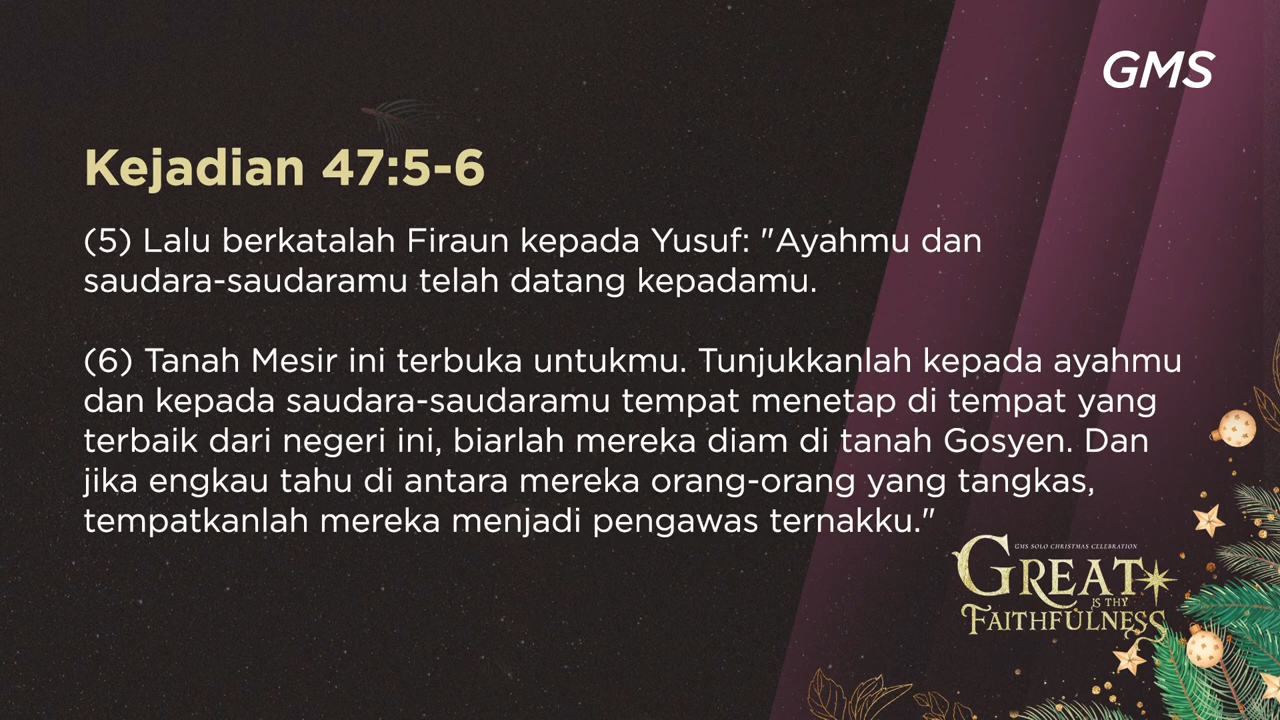 GMS
Kejadian 47:5-6
(5) Lalu berkatalah Firaun kepada Yusuf: "Ayahmu dan
saudara-saudaramu telah datang kepadamu.
(6) Tanah Mesir ini terbuka untukmu. Tunjukkanlah kepada ayahmu
dan kepada saudara-saudaramu tempat menetap di tempat yang
terbaik dari negeri ini, biarlah mereka diam di tanah Gosyen. Dan
jika engkau tahu di antara mereka orang-orang yang tangkas,
tempatkanlah mereka menjadi pengawas ternakku."
GMS SOLO CHRISTMAS CELEBRATION
GREAT
IS THY
FAITHFULNESS